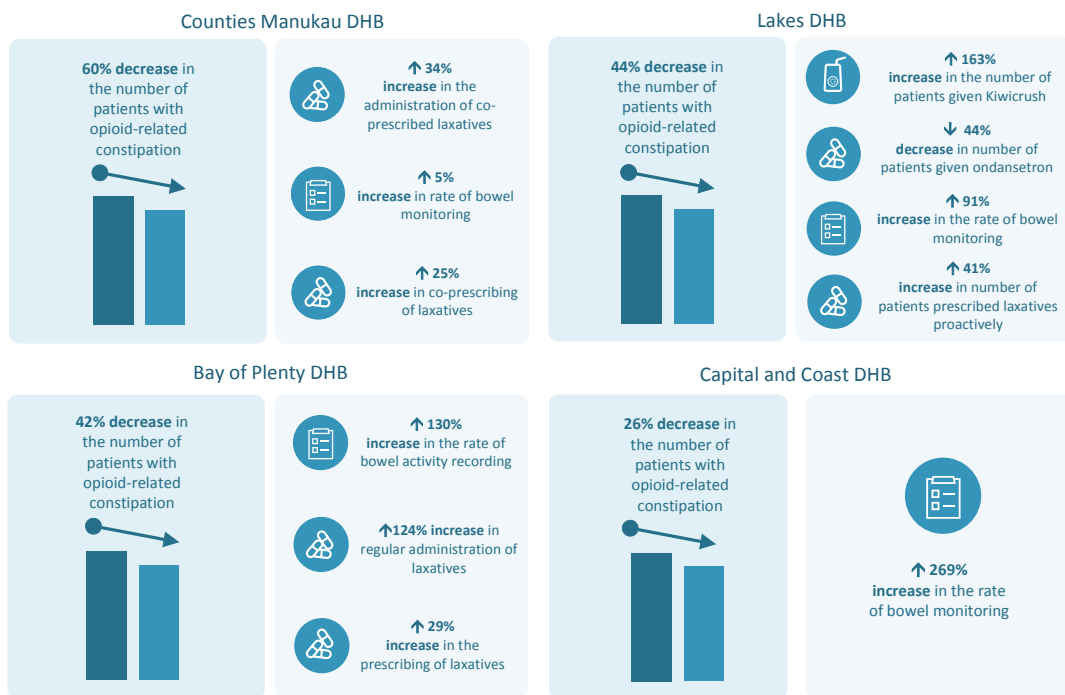 Counties Manukau DHB
60% decrease in
the number of
patients with
opioid-related
constipation
↑ 34%
increase in the
administration of co-
prescribed laxatives
↑ 5%
increase in rate of bowel
monitoring
↑ 25%
increase in co-prescribing
of laxatives
Lakes DHB
44% decrease in
the number of
patients with
opioid-related
constipation
↑ 163%
increase in the number of
patients given Kiwicrush
↓ 44%
decrease in number of
patients given ondansetron
↑ 91%
increase in the rate of bowel
monitoring
↑ 41%
increase in number of
patients prescribed laxatives
proactively
Bay of Plenty DHB
42% decrease in
the number of
patients with
opioid-related
constipation
↑ 130%
increase in the rate of
bowel activity recording
↑124% increase in
regular administration of
laxatives
↑ 29%
increase in the
prescribing of laxatives
Capital and Coast DHB
26% decrease in
the number of
patients with
opioid-related
constipation
↑ 269%
increase in the rate
of bowel monitoring